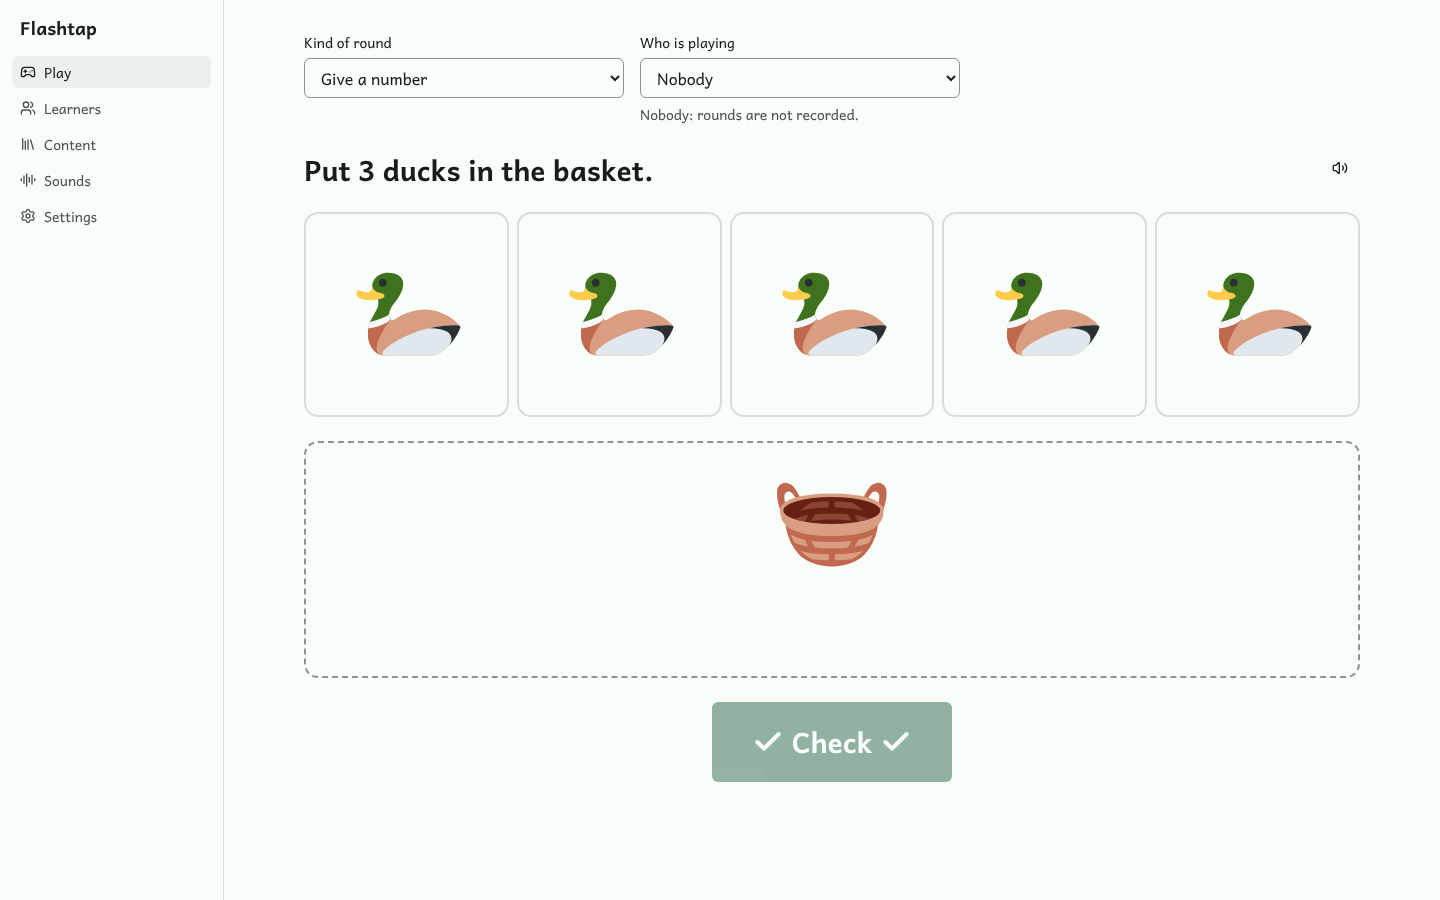 Flashtap
Play
Learners
Content
Sounds
Settings
Kind of round
Give a number
Who is playing
Nobody
Nobody: rounds are not recorded.
Put 3 ducks in the basket.
Check